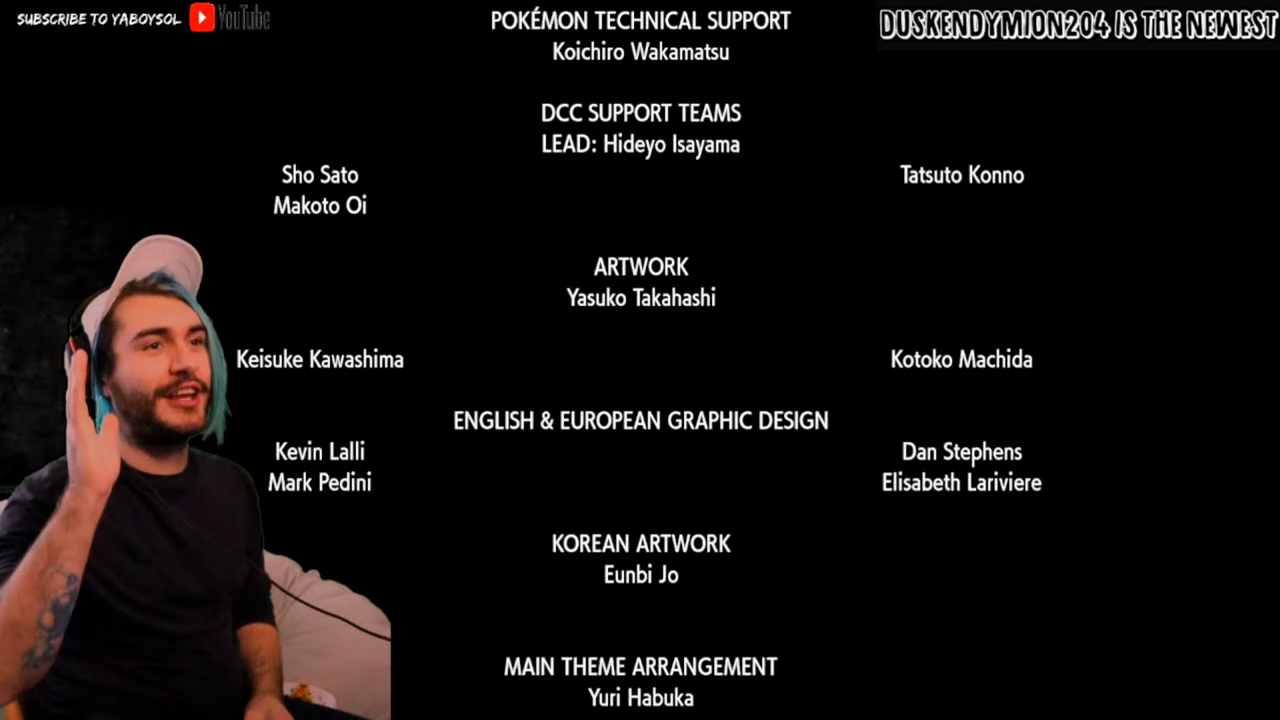 SUBSCRIBE TO YABOYSOL YouTube
DUSKENDYMION204 IS THE NEWEST
POKÉMON TECHNICAL SUPPORT
Koichiro Wakamatsu
DCC SUPPORT TEAMS
LEAD: Hideyo Isayama
Sho Sato Tatsuto Konno
Makoto Oi
ARTWORK
Yasuko Takahashi
Keisuke Kawashima Kotoko Machida
ENGLISH & EUROPEAN GRAPHIC DESIGN
Kevin Lalli Dan Stephens
Mark Pedini Elisabeth Lariviere
KOREAN ARTWORK
Eunbi Jo
MAIN THEME ARRANGEMENT
Yuri Habuka